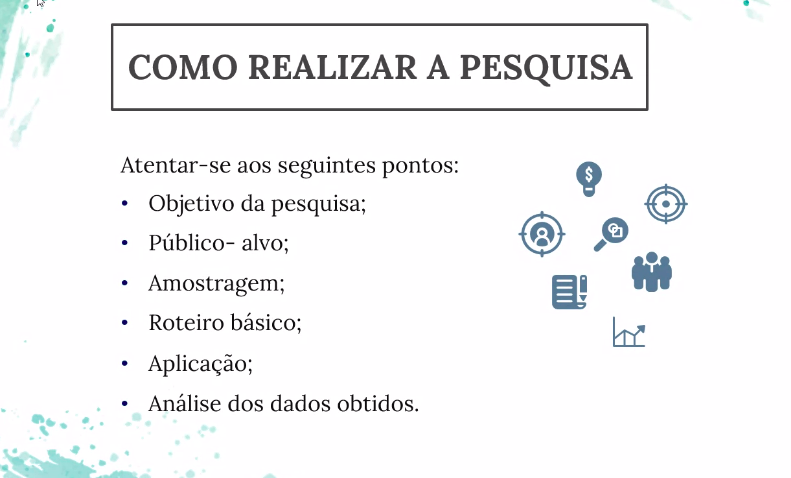 COMO REALIZAR A PESQUISA
Atentar-se aos seguintes pontos:
• Objetivo da pesquisa;
• Público- alvo;
• Amostragem;
• Roteiro básico;
• Aplicação;
• Análise dos dados obtidos.